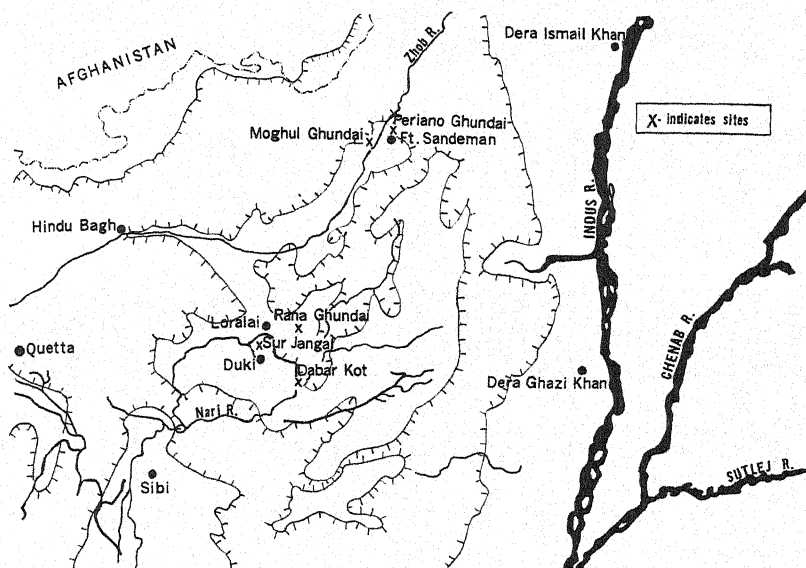 AFGHANISTAN
Zhob R.
Dera Ismail Khan
X- indicates sites
Periano Ghundai
Moghul Ghundai
Ft. Sandeman
INDUS R.
Hindu Bagh
Rana Ghundai
Loralai
Sur Jangal
Quetta
Duki
Dabar Kot
CHENAB R.
Dera Ghazi Khan
Nari R.
SUTLEJ R.
Sibi